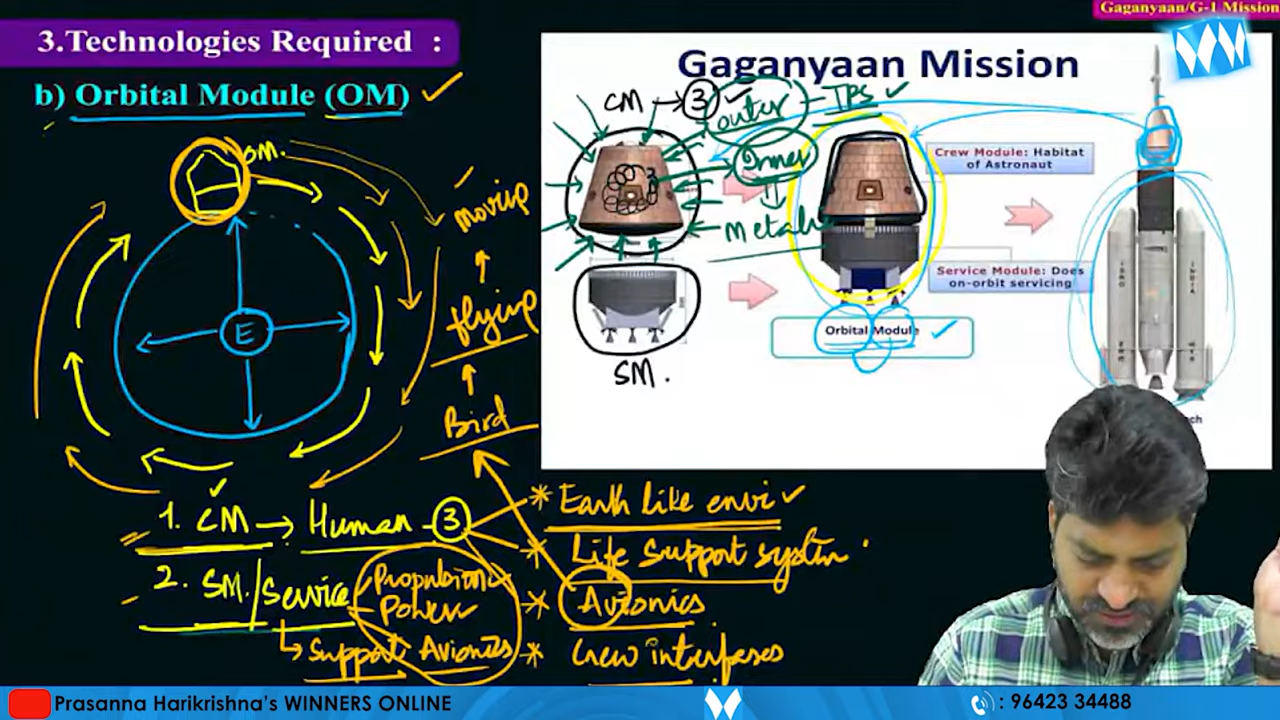 Gaganyaan/G-1 Mission
3.Technologies Required :
b) Orbital Module (OM)
OM.
E
moving
flying
Bird
1. CM → Human - 3
2. SM/Service
Propulsion
Power
Support Avionics
* Earth like envi
* Life Support system
* Avionics
* Crew interfases
Gaganyaan Mission
CM → 3
outer - TPS
Inner
Metal
SM.
Crew Module: Habitat
of Astronaut
Service Module: Does
on-orbit servicing
Orbital Module
Prasanna Harikrishna's WINNERS ONLINE
: 96423 34488